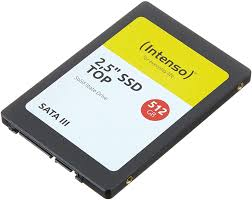 (intenso)
2,5" SSD
TOP
Solid State Drive
512
GB
SATA III